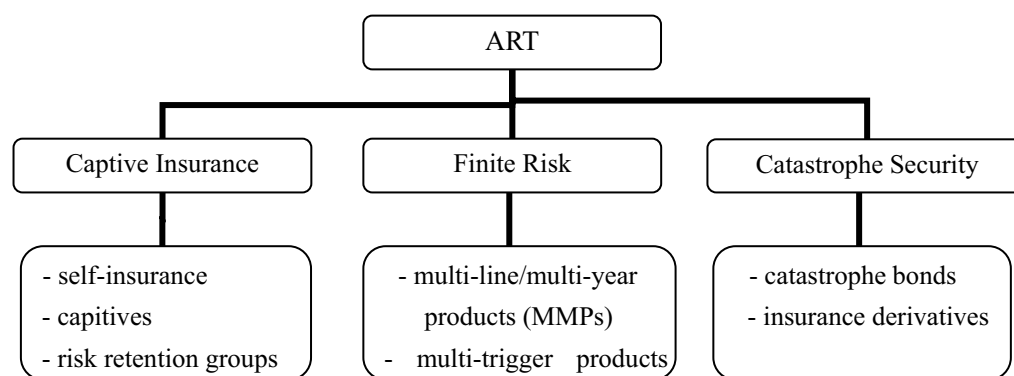 ART
Captive Insurance
Finite Risk
Catastrophe Security
- self-insurance
- capitives
- risk retention groups
- multi-line/multi-year
products (MMPs)
- multi-trigger products
- catastrophe bonds
- insurance derivatives